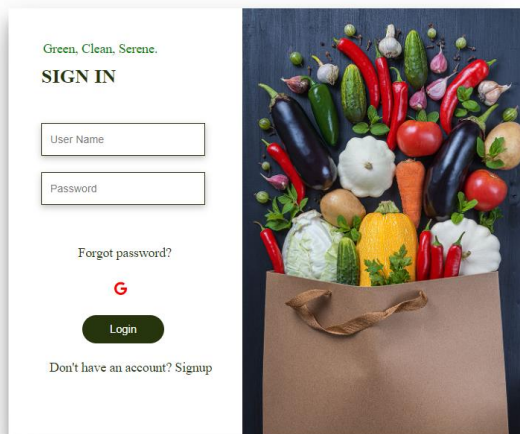 Green, Clean, Serene.
SIGN IN
User Name
Password
Forgot password?
G
Login
Don't have an account? Signup